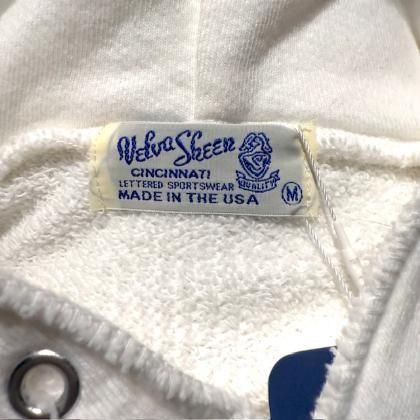 Velva Sheen
CINCINNATI
LETTERED SPORTSWEAR
MADE IN THE USA
QUALITY
M